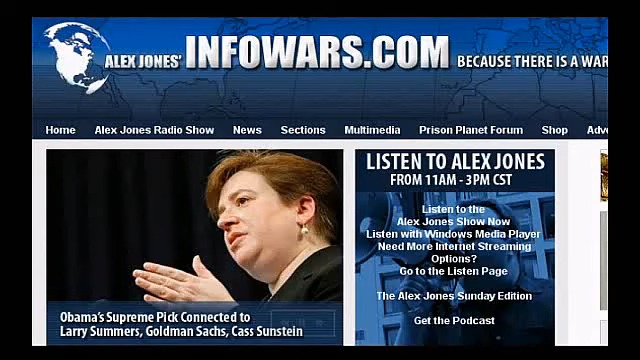 ALEX JONES' INFOWARS.COM BECAUSE THERE IS A WAR
Home Alex Jones Radio Show News Sections Multimedia Prison Planet Forum Shop Adve
LISTEN TO ALEX JONES
FROM 11AM - 3PM CST
Listen to the
Alex Jones Show Now
Listen with Windows Media Player
Need More Internet Streaming
Options?
Go to the Listen Page
The Alex Jones Sunday Edition
Get the Podcast
Obama's Supreme Pick Connected to
Larry Summers, Goldman Sachs, Cass Sunstein